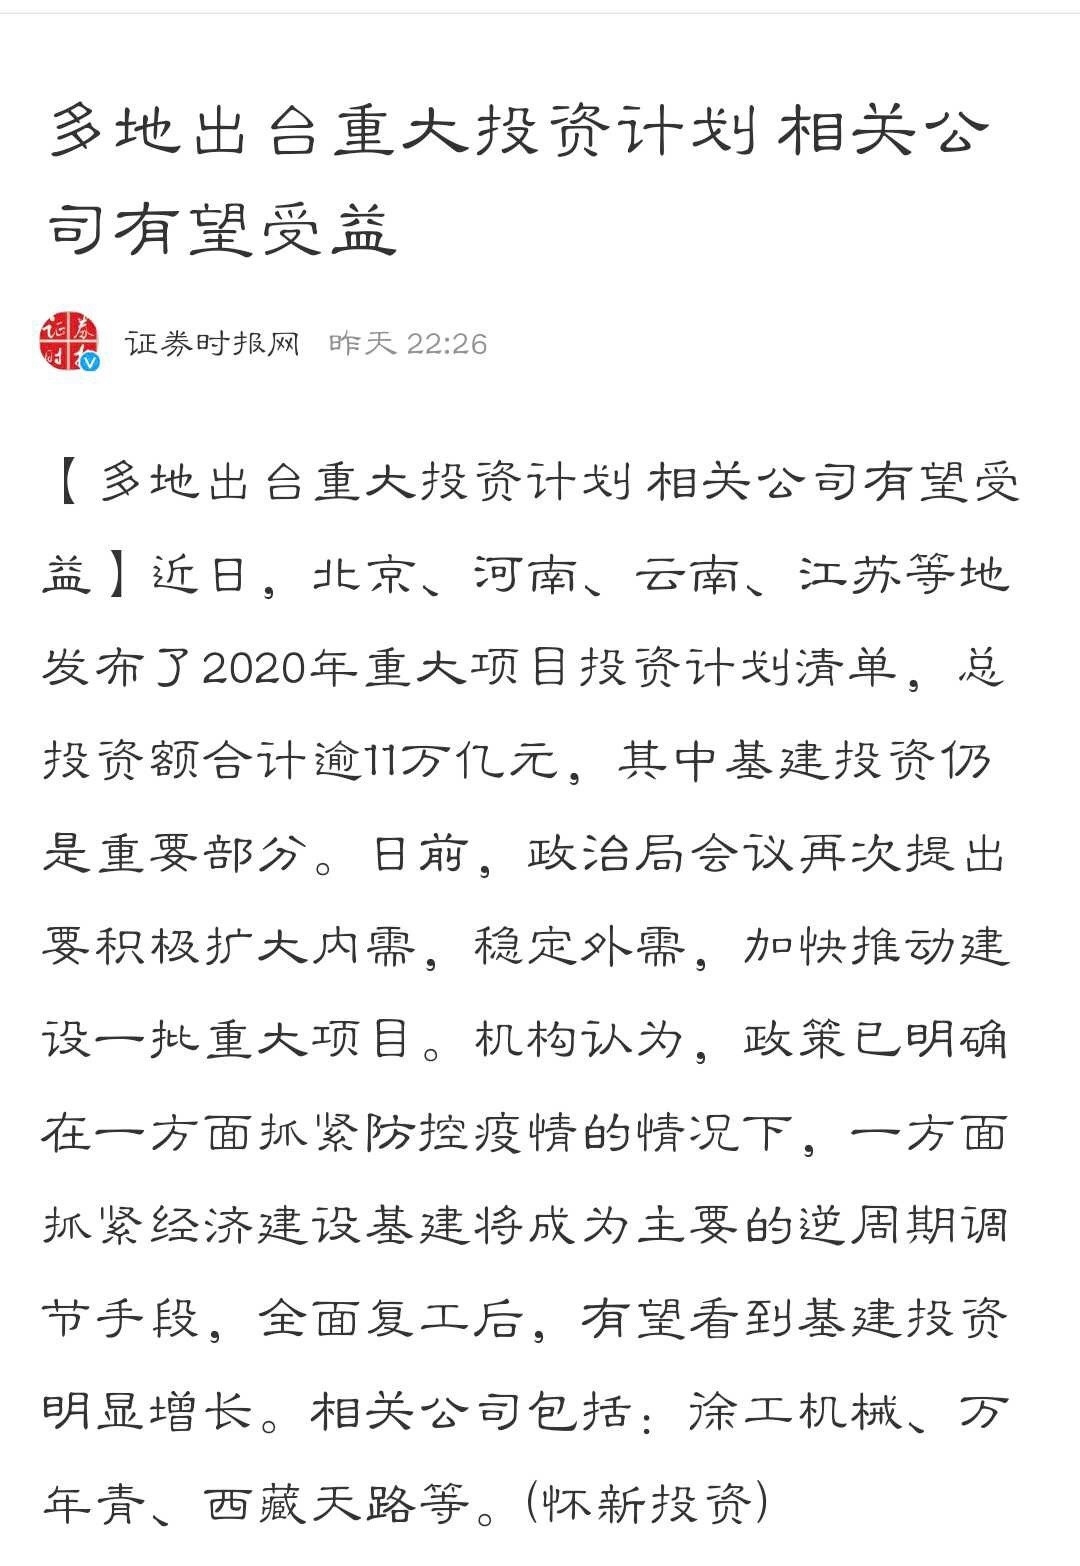 多地出台重大投资计划 相关公
司有望受益
证券时报网 昨天 22:26
【多地出台重大投资计划 相关公司有望受
益】近日，北京、河南、云南、江苏等地
发布了2020年重大项目投资计划清单，总
投资额合计逾11万亿元，其中基建投资仍
是重要部分。日前，政治局会议再次提出
要积极扩大内需，稳定外需，加快推动建
设一批重大项目。机构认为，政策已明确
在一方面抓紧防控疫情的情况下，一方面
抓紧经济建设基建将成为主要的逆周期调
节手段，全面复工后，有望看到基建投资
明显增长。相关公司包括：徐工机械、万
年青、西藏天路等。(怀新投资)